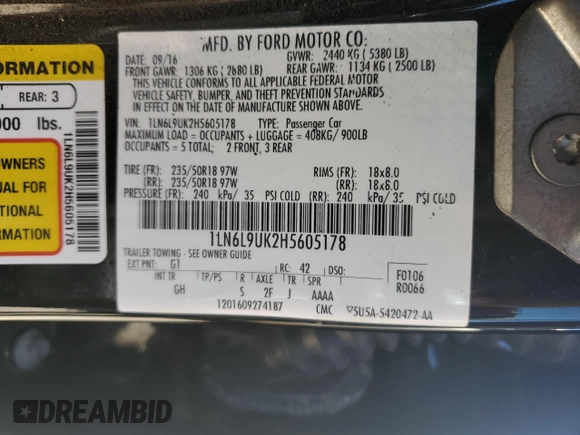 ORMATION
REAR: 3
000 lbs.
OWNERS
UAL FOR
TIONAL
MATION
1LN6L9UK2H5605178
MFD. BY FORD MOTOR CO.
DATE: 09/16 GVWR: 2440 KG ( 5380 LB)
FRONT GAWR: 1306 KG ( 2880 LB) REAR GAWR: 1134 KG ( 2500 LB)
THIS VEHICLE CONFORMS TO ALL APPLICABLE FEDERAL MOTOR
VEHICLE SAFETY, BUMPER, AND THEFT PREVENTION STANDARDS
IN EFFECT ON THE DATE OF MANUFACTURE SHOWN ABOVE.
VIN: 1LN6L9UK2H5605178 TYPE: Passenger Car
MAXIMUM LOAD = OCCUPANTS + LUGGAGE = 408KG/ 900LB
OCCUPANTS = 5 TOTAL: 2 FRONT, 3 REAR
TIRE (FR): 235/50R18 97W RIMS (FR): 18x8.0
(RR): 235/50R18 97W (RR): 18x8.0
PRESSURE (FR): 240 kPa/ 35 PSI COLD (RR): 240 kPa/ 35 PSI COLD
1LN6L9UK2H5605178
TRAILER TOWING - SEE OWNER GUIDE
EXT PNT: G1 RC: 42 DSO:
INT TR TP/PS R AXLE TR SPR
GH S 2F J AAAA
F0106
R0066
1201609274187 CMC 5U5A-5420472-AA
DREAMBID